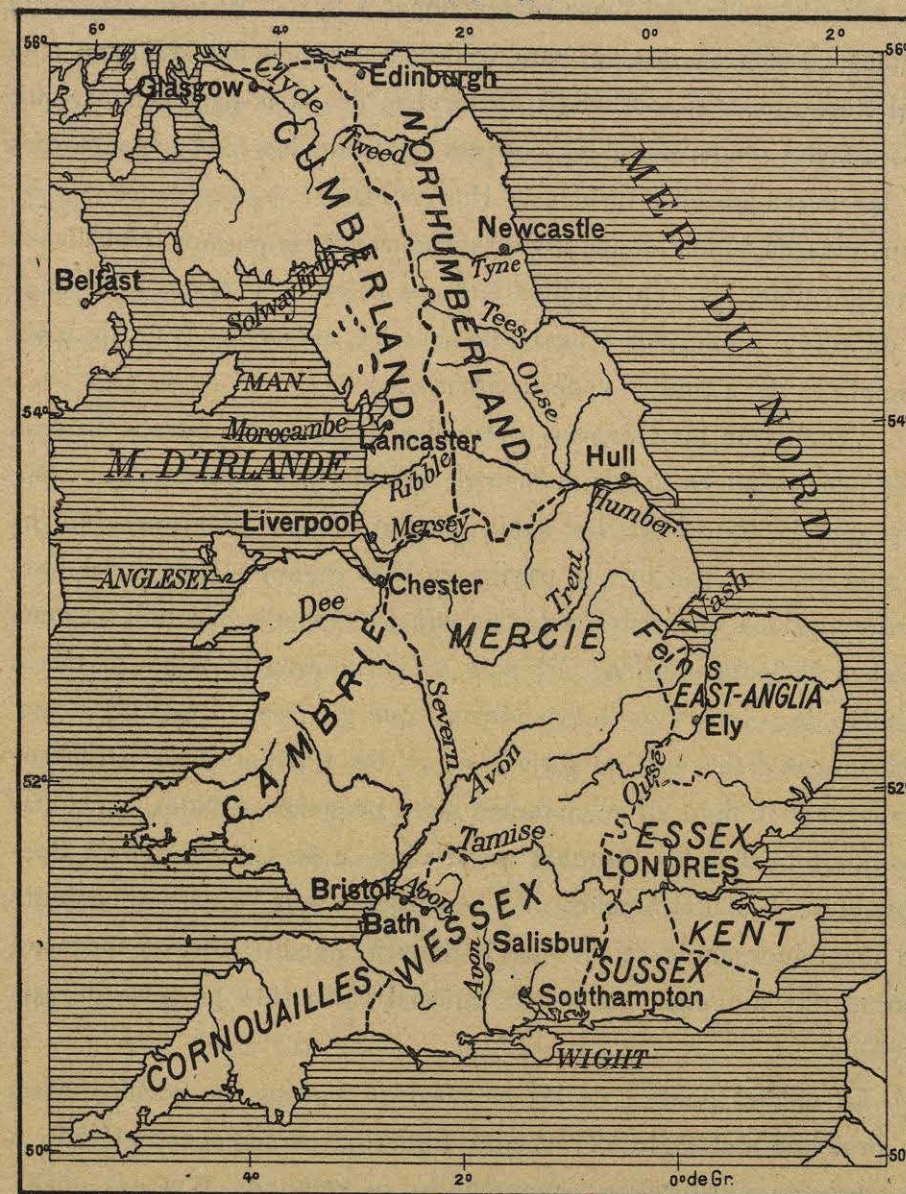 6° 4° 2° 0° 2°
56° 56°
Glasgow
Clyde
Edinburgh
CUMBERLAND
Tweed
NORTHUMBERLAND
MER DU NORD
Newcastle
Tyne
Belfast
Solway Firth
Tees
Ouse
MAN
54° 54°
Morecambe B.
Lancaster
M. D'IRLANDE
Ribble
Hull
Humber
Liverpool
Mersey
ANGLESEY
Chester
Dee
Trent
Wash
MERCIE
Fens
CAMBRIE
Severn
EAST-ANGLIA
Ely
52° 52°
Avon
Ouse
Tamise
ESSEX
LONDRES
Bristol
Avon
Bath
WESSEX
KENT
Salisbury
Avon
SUSSEX
Southampton
CORNOUAILLES
WIGHT
50° 50°
4° 2° 0° de Gr.